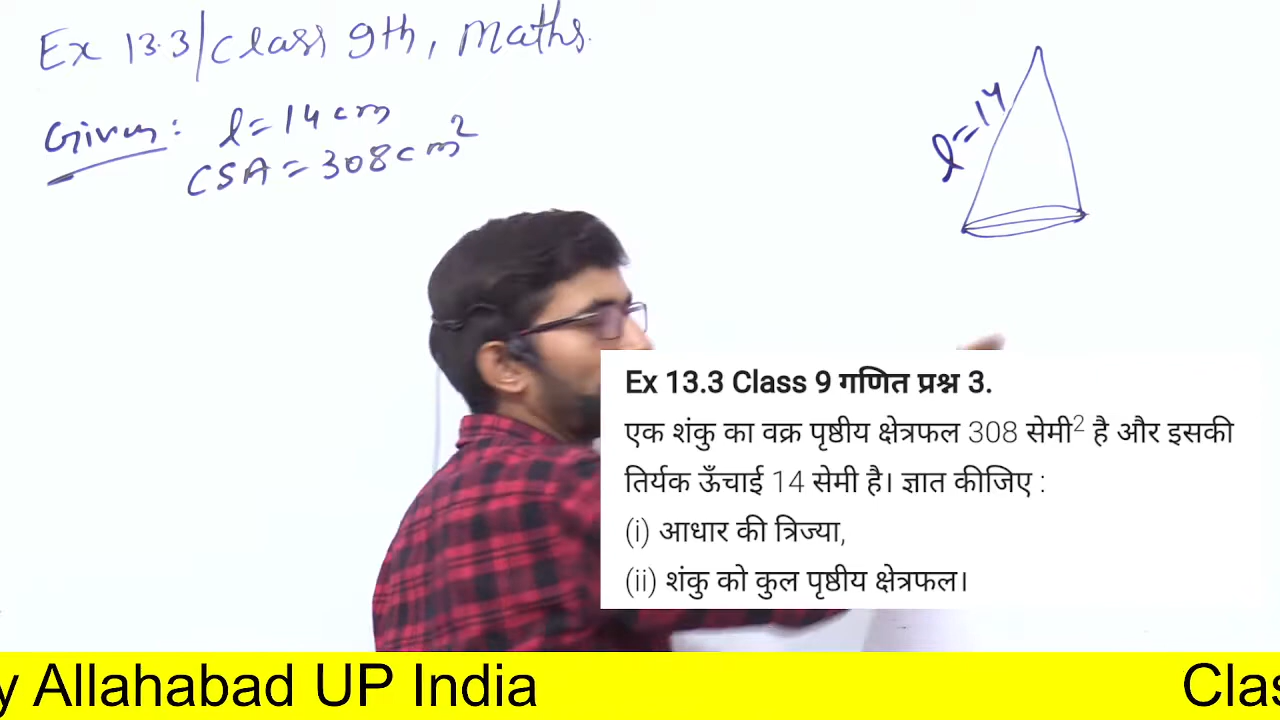 Ex 13.3/Class 9th, Maths.
Given: l = 14 cm
CSA = 308 cm²
l = 14
Ex 13.3 Class 9 गणित प्रश्न 3.
एक शंकु का वक्र पृष्ठीय क्षेत्रफल 308 सेमी² है और इसकी
तिर्यक ऊँचाई 14 सेमी है। ज्ञात कीजिए :
(i) आधार की त्रिज्या,
(ii) शंकु को कुल पृष्ठीय क्षेत्रफल।
y Allahabad UP India Clas